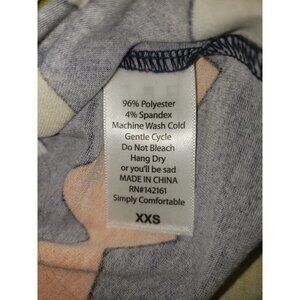 96% Polyester
4% Spandex
Machine Wash Cold
Gentle Cycle
Do Not Bleach
Hang Dry
or you'll be sad
MADE IN CHINA
RN#142161
Simply Comfortable
XXS